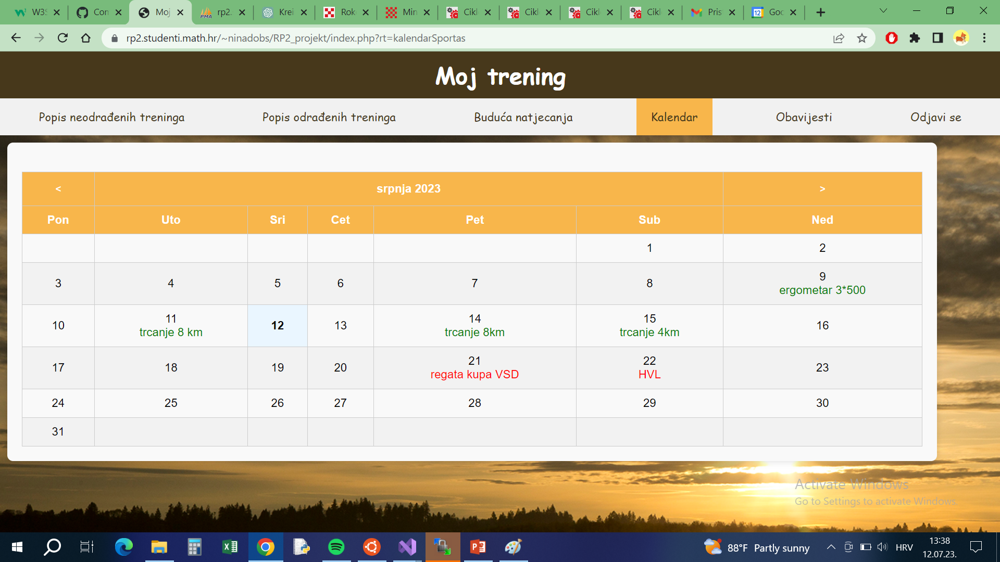 W3S
Con
Moj
rp2.
Krei
Rok
Min
Cikl
Cikl
Cikl
Cikl
Pris
Goo
rp2.studenti.math.hr/~ninadobs/RP2_projekt/index.php?rt=kalendarSportas
Moj trening
Popis neodrađenih treninga
Popis odrađenih treninga
Buduća natjecanja
Kalendar
Obavijesti
Odjavi se
< srpnja 2023 >
Pon Uto Sri Cet Pet Sub Ned
1 2
3 4 5 6 7 8 9
ergometar 3*500
10 11 12 13 14 15 16
trcanje 8 km trcanje 8km trcanje 4km
17 18 19 20 21 22 23
regata kupa VSD HVL
24 25 26 27 28 29 30
31
Activate Windows
Go to Settings to activate Windows.
88°F Partly sunny
HRV
13:38
12.07.23.